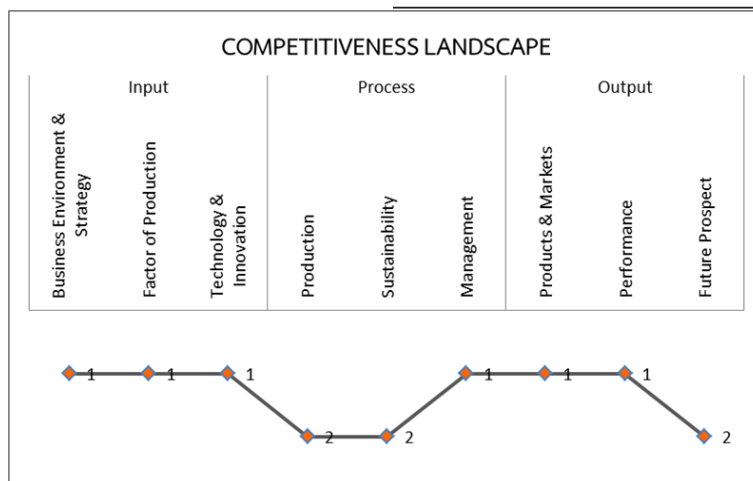 COMPETITIVENESS LANDSCAPE
Input
Process
Output
Business Environment &
Strategy
Factor of Production
Technology &
Innovation
Production
Sustainability
Management
Products & Markets
Performance
Future Prospect
1
1
1
2
2
1
1
1
2